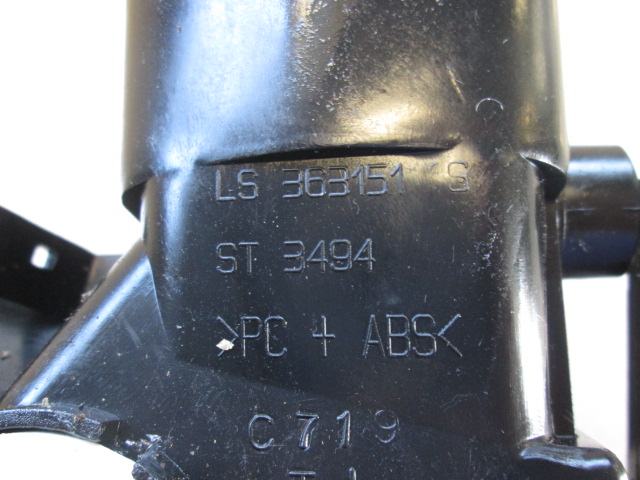 LS 363151 S
ST 3494
>PC + ABS<
C719